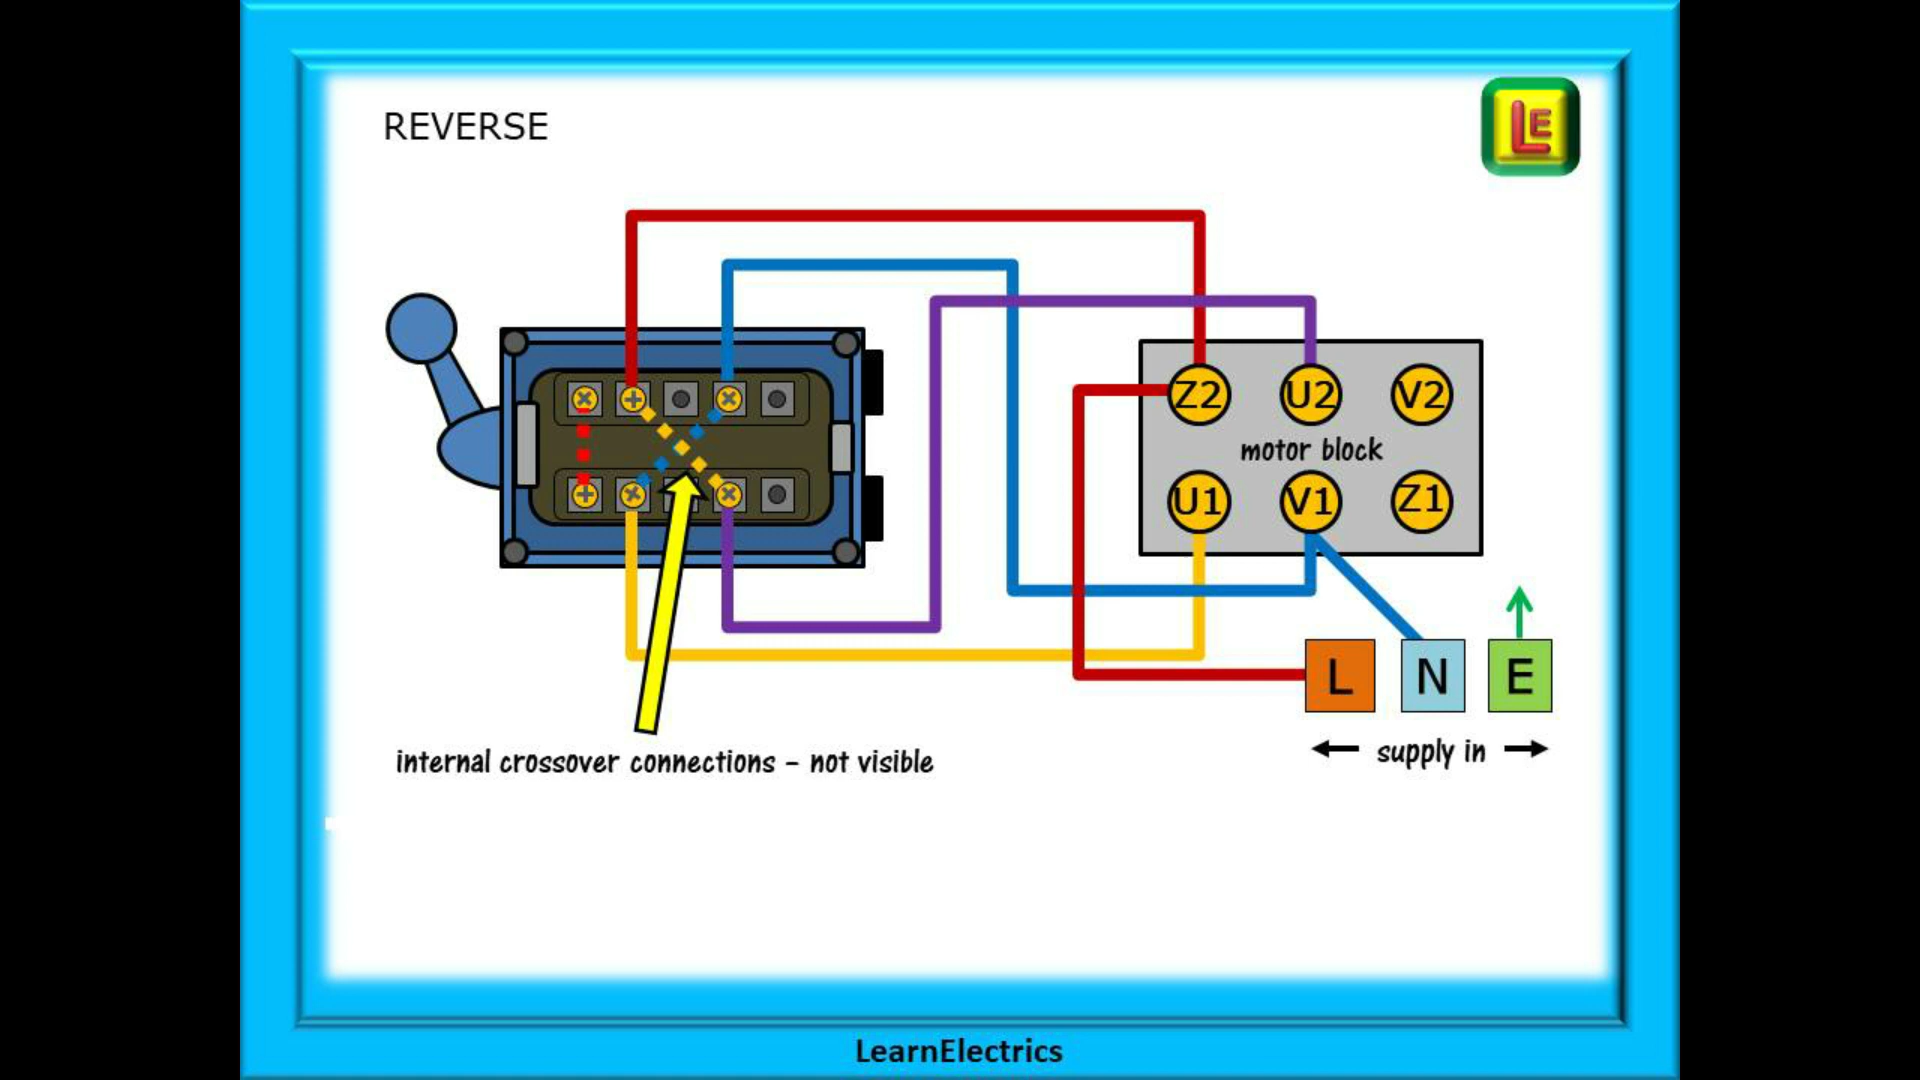 REVERSE
LE
Z2 U2 V2
motor block
U1 V1 Z1
L N E
supply in
internal crossover connections – not visible
LearnElectrics